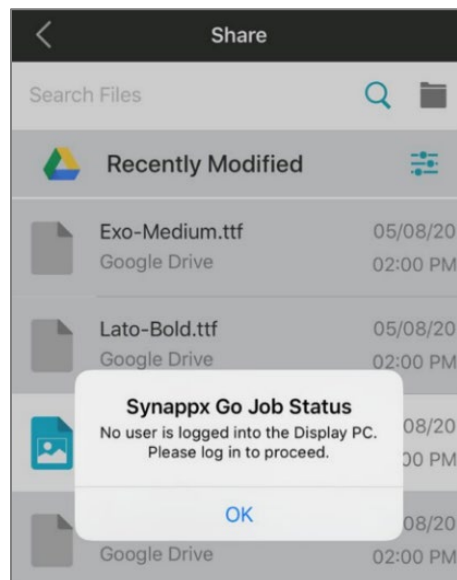 Share
Search Files
Recently Modified
Exo-Medium.ttf 05/08/20
Google Drive 02:00 PM
Lato-Bold.ttf 05/08/20
Google Drive 02:00 PM
Synappx Go Job Status
No user is logged into the Display PC.
Please log in to proceed.
08/20
00 PM
OK
08/20
Google Drive 02:00 PM